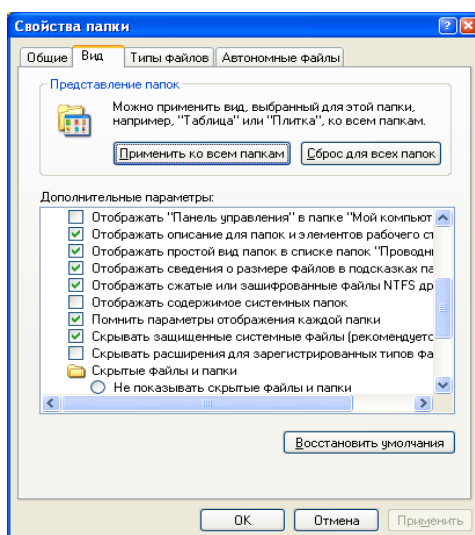 Свойства папки
Общие Вид Типы файлов Автономные файлы
Представление папок
Можно применить вид, выбранный для этой папки,
например, "Таблица" или "Плитка", ко всем папкам.
Применить ко всем папкам Сброс для всех папок
Дополнительные параметры:
Отображать "Панель управления" в папке "Мой компьют
Отображать описание для папок и элементов рабочего ст
Отображать простой вид папок в списке папок "Проводни
Отображать сведения о размере файлов в подсказках па
Отображать сжатые или зашифрованные файлы NTFS др
Отображать содержимое системных папок
Помнить параметры отображения каждой папки
Скрывать защищенные системные файлы (рекомендуетс
Скрывать расширения для зарегистрированных типов фа
Скрытые файлы и папки
Не показывать скрытые файлы и папки
Восстановить умолчания
OK Отмена Применить